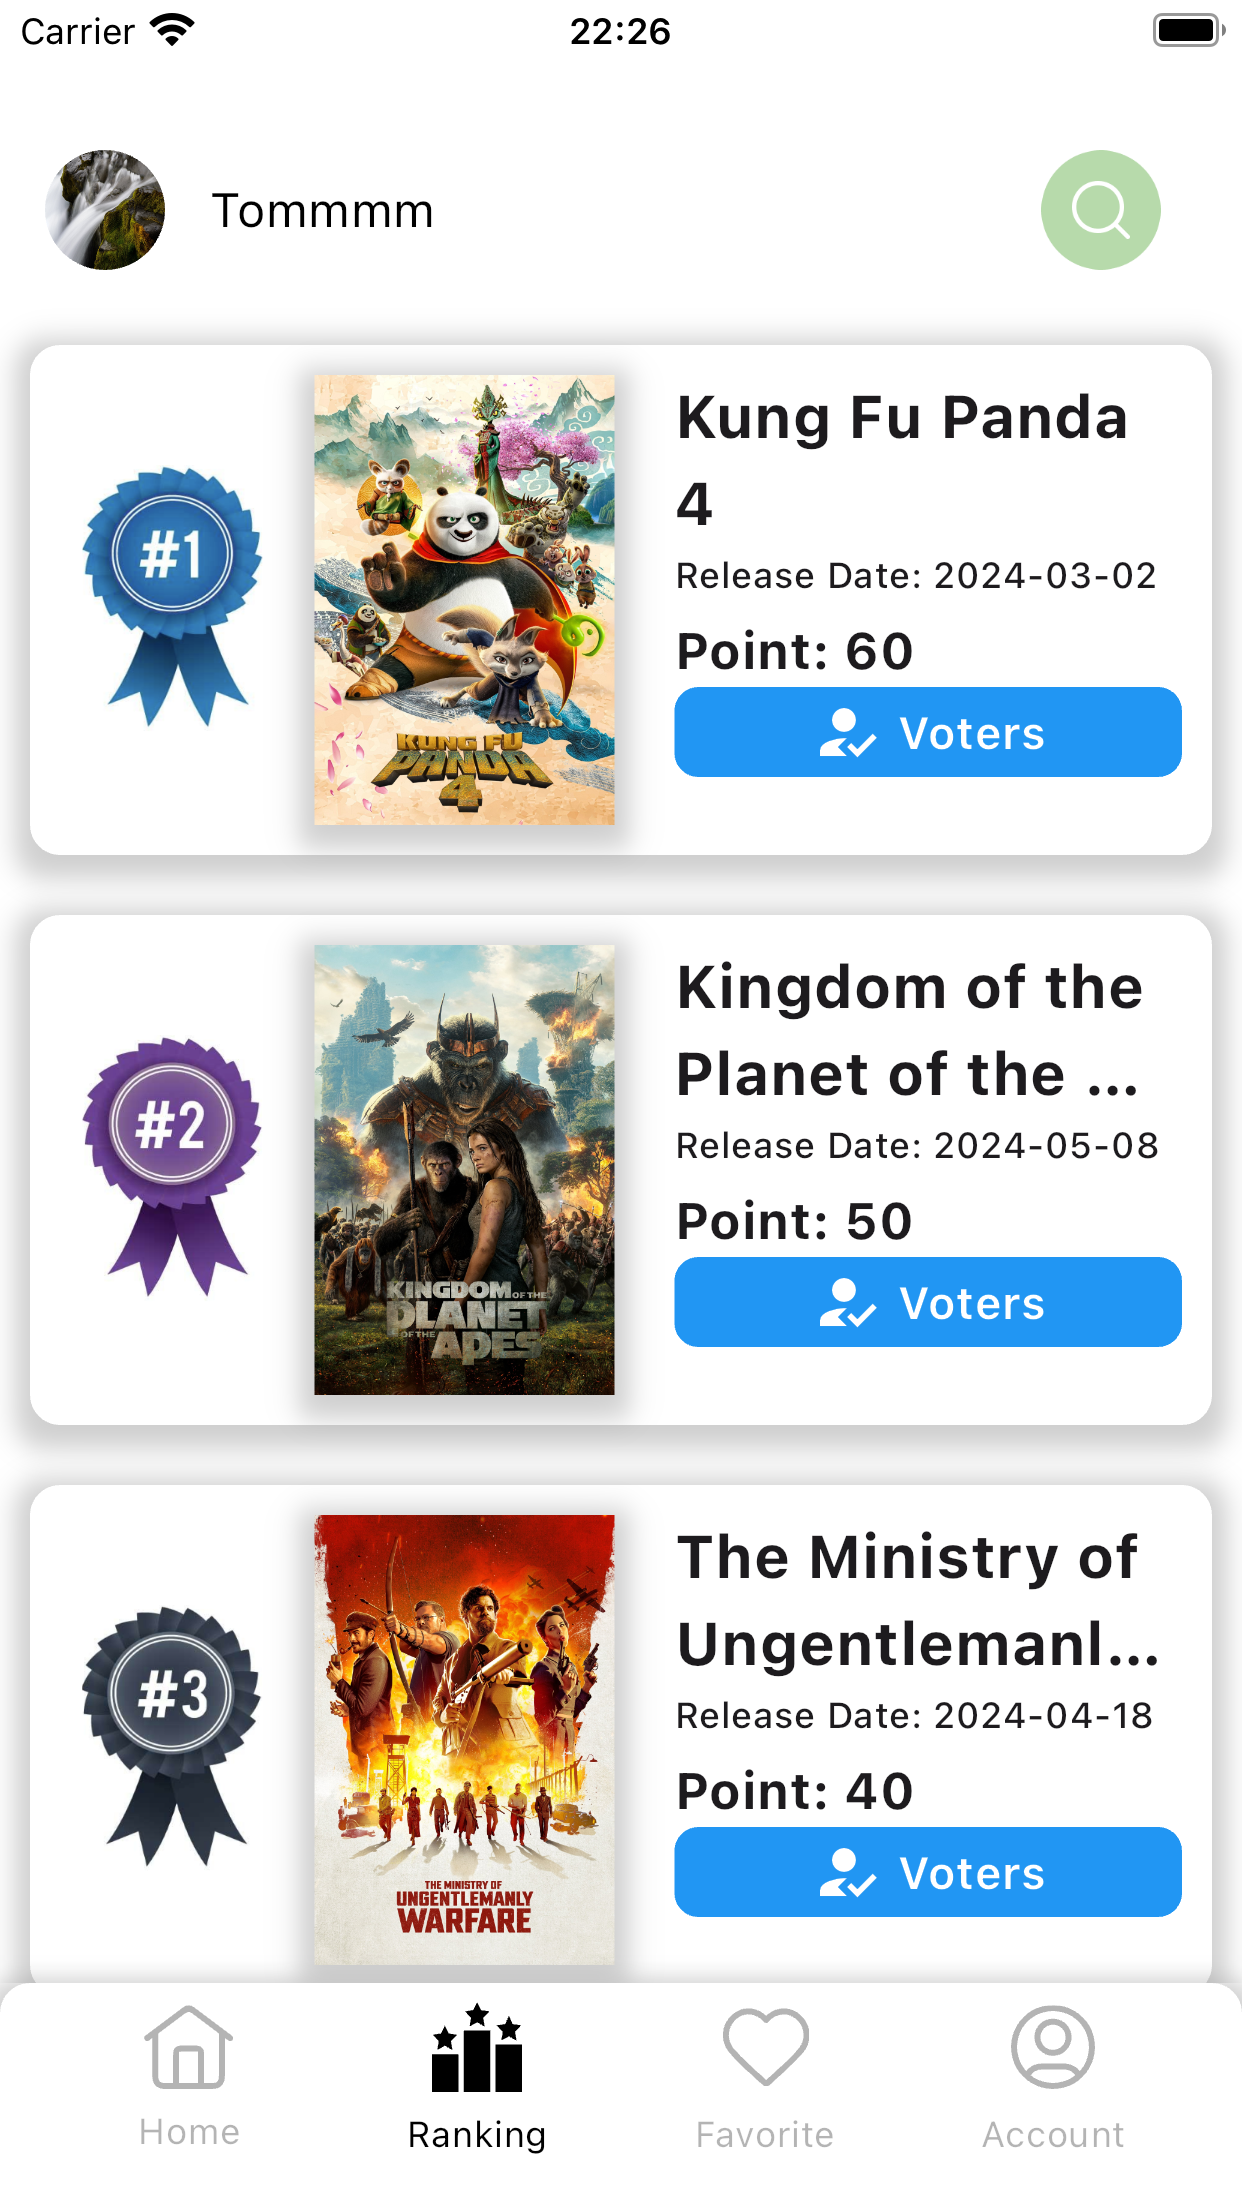 Carrier
22:26
Tommmm
#1
KUNG FU
PANDA
4
Kung Fu Panda
4
Release Date: 2024-03-02
Point: 60
Voters
#2
KINGDOM OF THE
PLANET
OF THE APES
Kingdom of the
Planet of the ...
Release Date: 2024-05-08
Point: 50
Voters
#3
THE MINISTRY OF
UNGENTLEMANLY
WARFARE
The Ministry of
Ungentlemanl...
Release Date: 2024-04-18
Point: 40
Voters
Home
Ranking
Favorite
Account